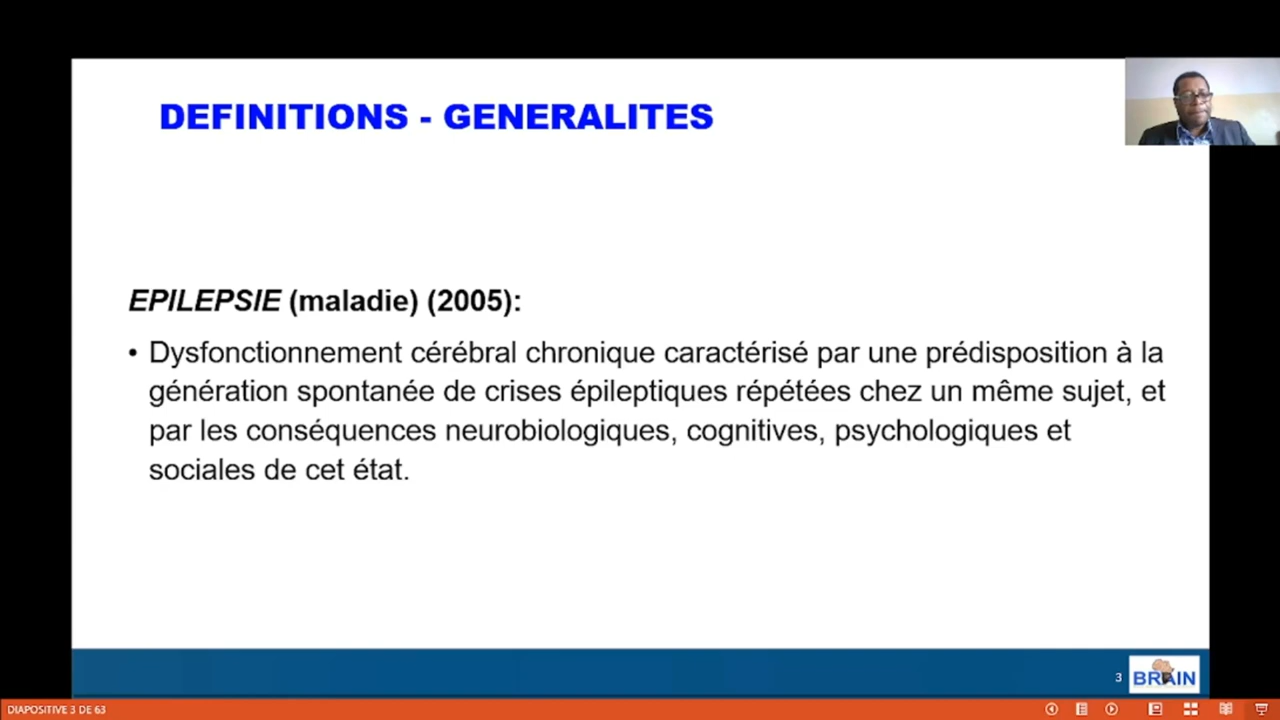 DEFINITIONS - GENERALITES
EPILEPSIE (maladie) (2005):
• Dysfonctionnement cérébral chronique caractérisé par une prédisposition à la
génération spontanée de crises épileptiques répétées chez un même sujet, et
par les conséquences neurobiologiques, cognitives, psychologiques et
sociales de cet état.
3
BRAIN
DIAPOSITIVE 3 DE 63